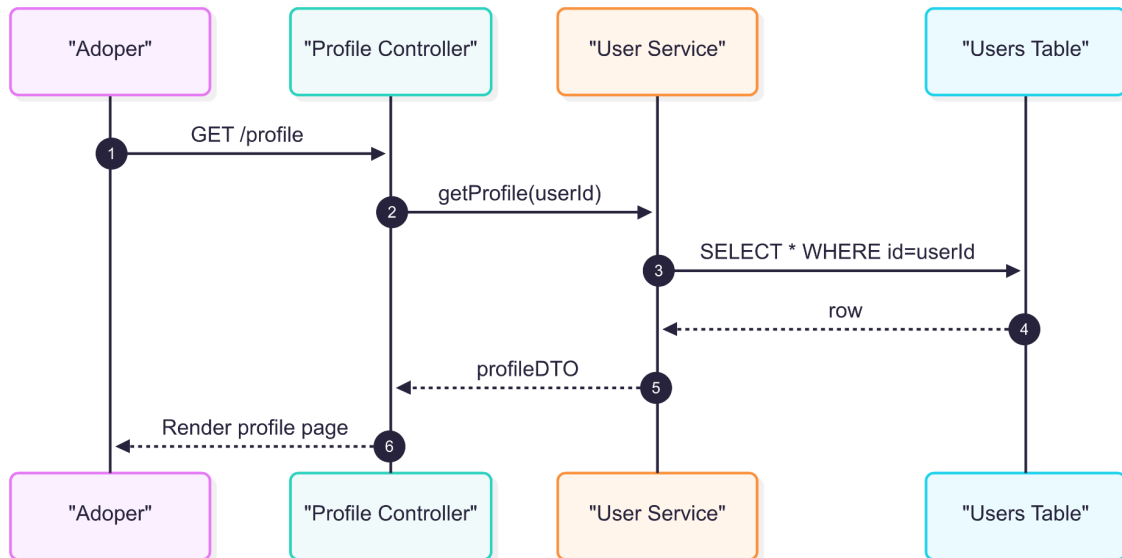 "Adoper"
"Profile Controller"
"User Service"
"Users Table"
GET /profile
1
getProfile(userId)
2
SELECT * WHERE id=userId
3
row
4
profileDTO
5
Render profile page
6
"Adoper"
"Profile Controller"
"User Service"
"Users Table"